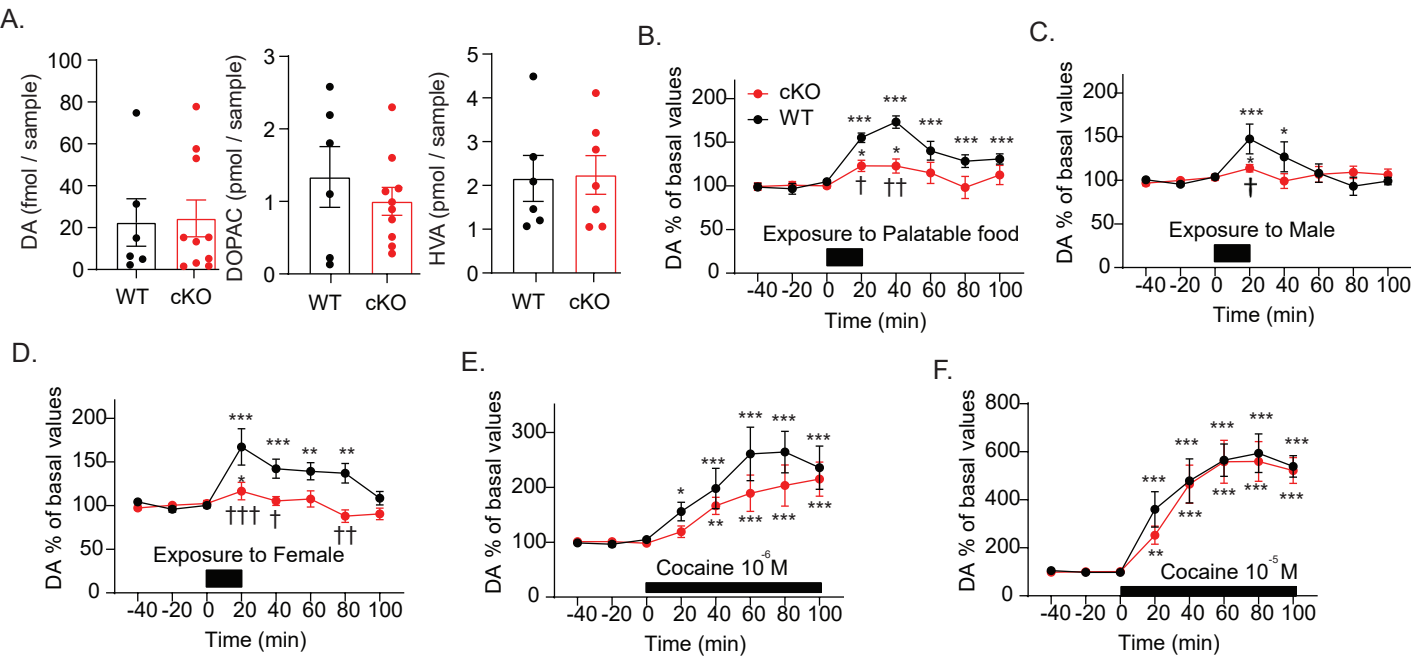 A.
DA (fmol / sample)
100
80
60
40
20
0
WT
cKO
DOPAC (pmol / sample)
3
2
1
0
WT
cKO
HVA (pmol / sample)
5
4
3
2
1
0
WT
cKO
B.
DA % of basal values
200
150
100
50
0
cKO
WT
***
***
***
***
***
*
*
†
††
Exposure to Palatable food
-40 -20 0 20 40 60 80 100
Time (min)
C.
DA % of basal values
200
150
100
50
0
***
*
*
†
Exposure to Male
-40 -20 0 20 40 60 80 100
Time (min)
D.
DA % of basal values
200
150
100
50
0
***
***
**
**
*
†††
†
††
Exposure to Female
-40 -20 0 20 40 60 80 100
Time (min)
E.
DA % of basal values
300
200
100
0
*
***
***
***
***
**
***
***
***
Cocaine 10⁻⁶M
-40 -20 0 20 40 60 80 100
Time (min)
F.
DA % of basal values
800
600
400
200
0
***
***
***
***
***
**
***
***
***
***
Cocaine 10⁻⁵M
-40 -20 0 20 40 60 80 100
Time (min)